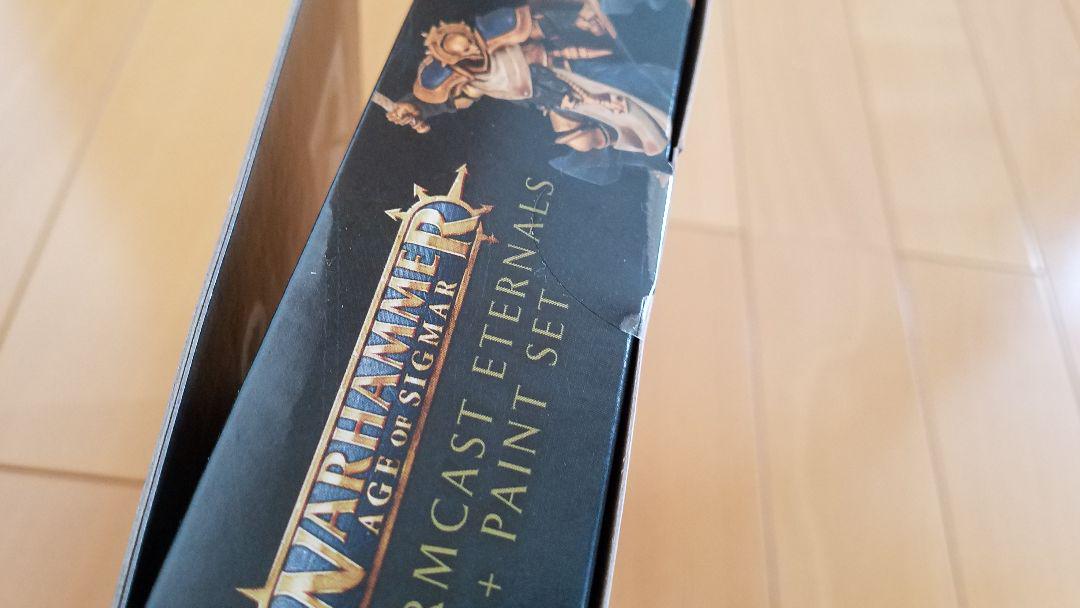 WARHAMMER
AGE OF SIGMAR
RMCAST ETERNALS
+ PAINT SET